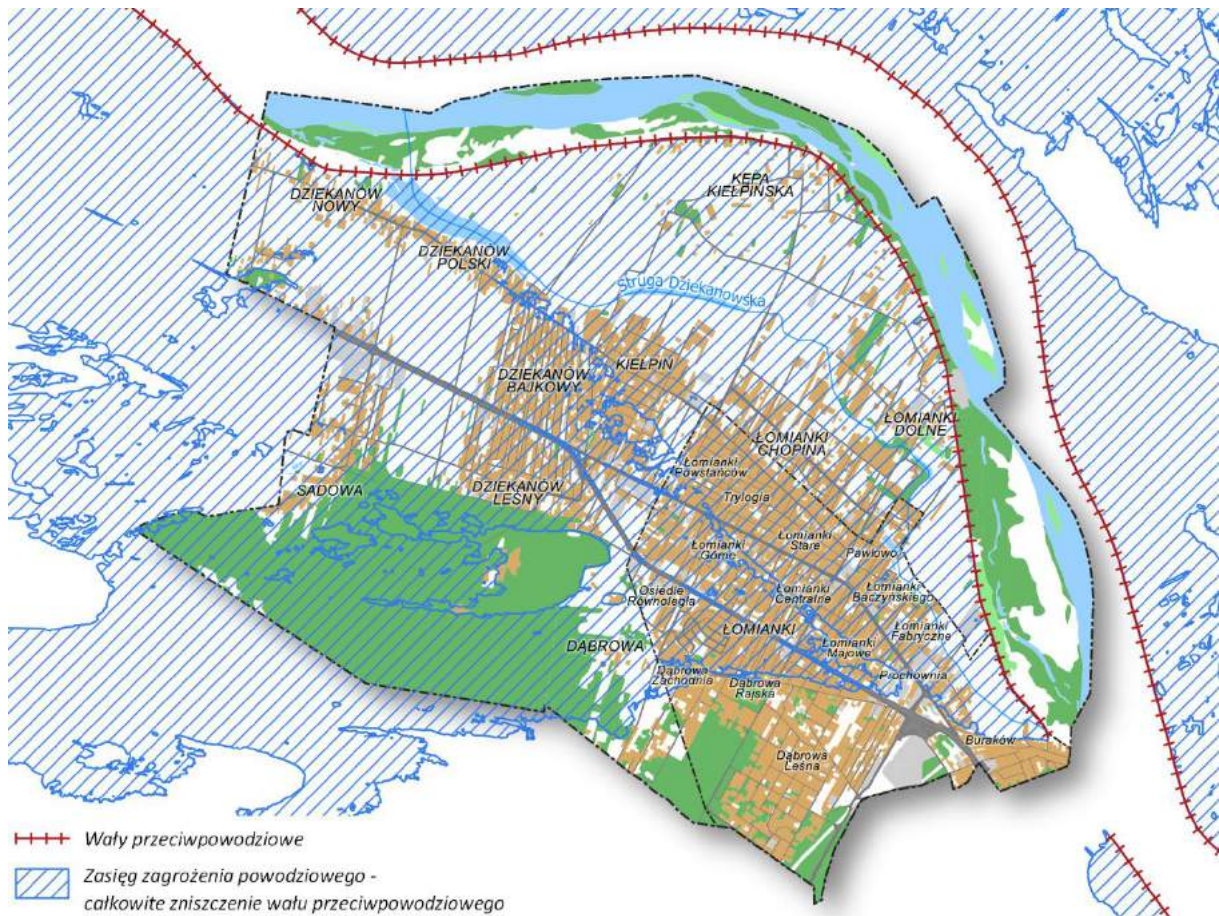 KĘPA
KIEŁPIŃSKA
DZIEKANÓW
NOWY
DZIEKANÓW
POLSKI
Struga Dziekanowska
KIEŁPIN
DZIEKANÓW
BAJKOWY
ŁOMIANKI
DOLNE
ŁOMIANKI
CHOPINA
Łomianki
Powstańców
Trylogia
SADOWA
DZIEKANÓW
LEŚNY
Łomianki
Górne
Łomianki
Stare
Pawłowo
Osiedle
Równoległa
Łomianki
Centralne
Łomianki
Baczyńskiego
ŁOMIANKI
Łomianki
Fabryczne
DĄBROWA
Łomianki
Majowe
Dąbrowa
Zachodnia
Dąbrowa
Rajska
Prochownia
Buraków
Dąbrowa
Leśna
Wały przeciwpowodziowe
Zasięg zagrożenia powodziowego -
całkowite zniszczenie wału przeciwpowodziowego